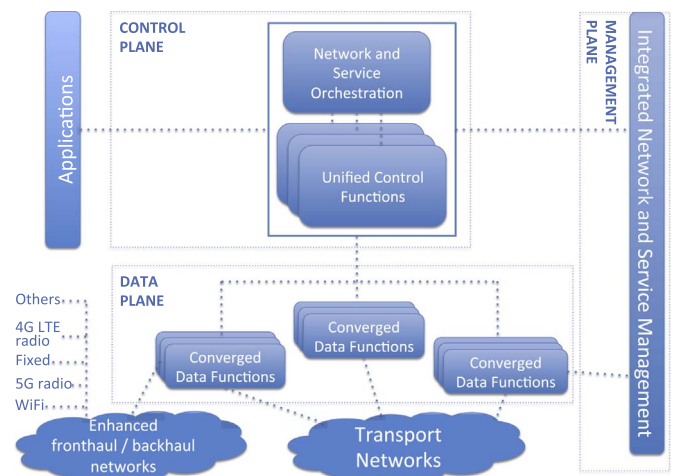 Applications
CONTROL
PLANE
Network and
Service
Orchestration
Unified Control
Functions
MANAGEMENT
PLANE
Integrated Network and Service Management
DATA
PLANE
Others
4G LTE
radio
Fixed
5G radio
WiFi
Converged
Data Functions
Converged
Data Functions
Converged
Data Functions
Enhanced
fronthaul / backhaul
networks
Transport
Networks